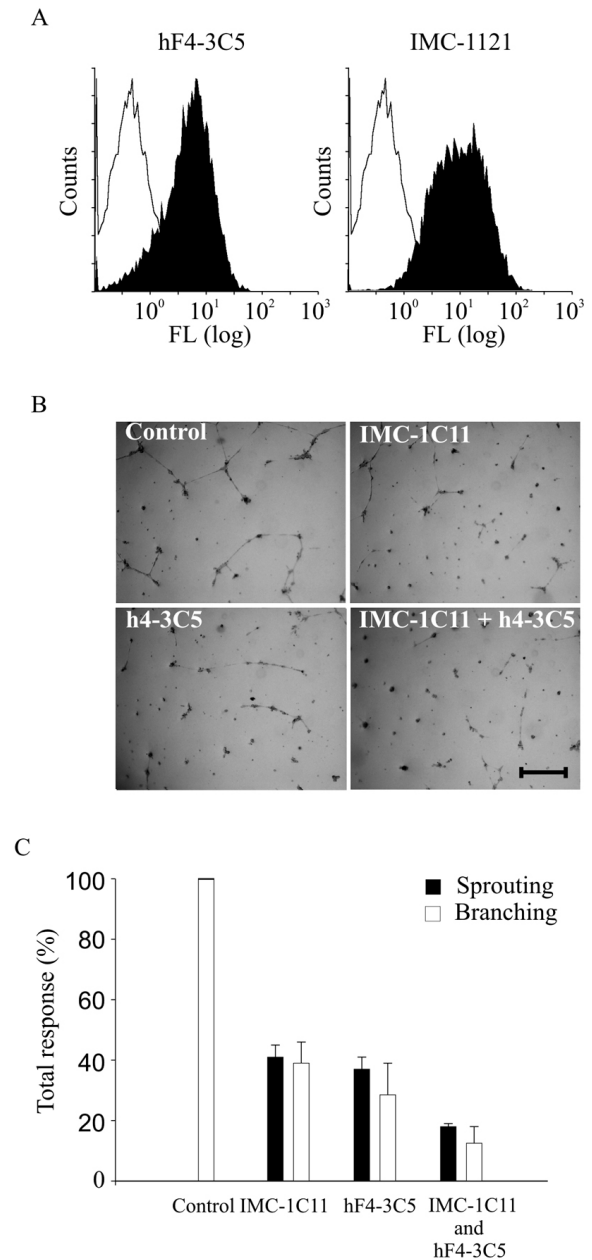 A
hF4-3C5
IMC-1121
Counts
10⁰ 10¹ 10² 10³
FL (log)
Counts
10⁰ 10¹ 10² 10³
FL (log)
B
Control
IMC-1C11
h4-3C5
IMC-1C11 + h4-3C5
C
Total response (%)
100
80
60
40
20
0
Sprouting
Branching
Control
IMC-1C11
hF4-3C5
IMC-1C11
and
hF4-3C5